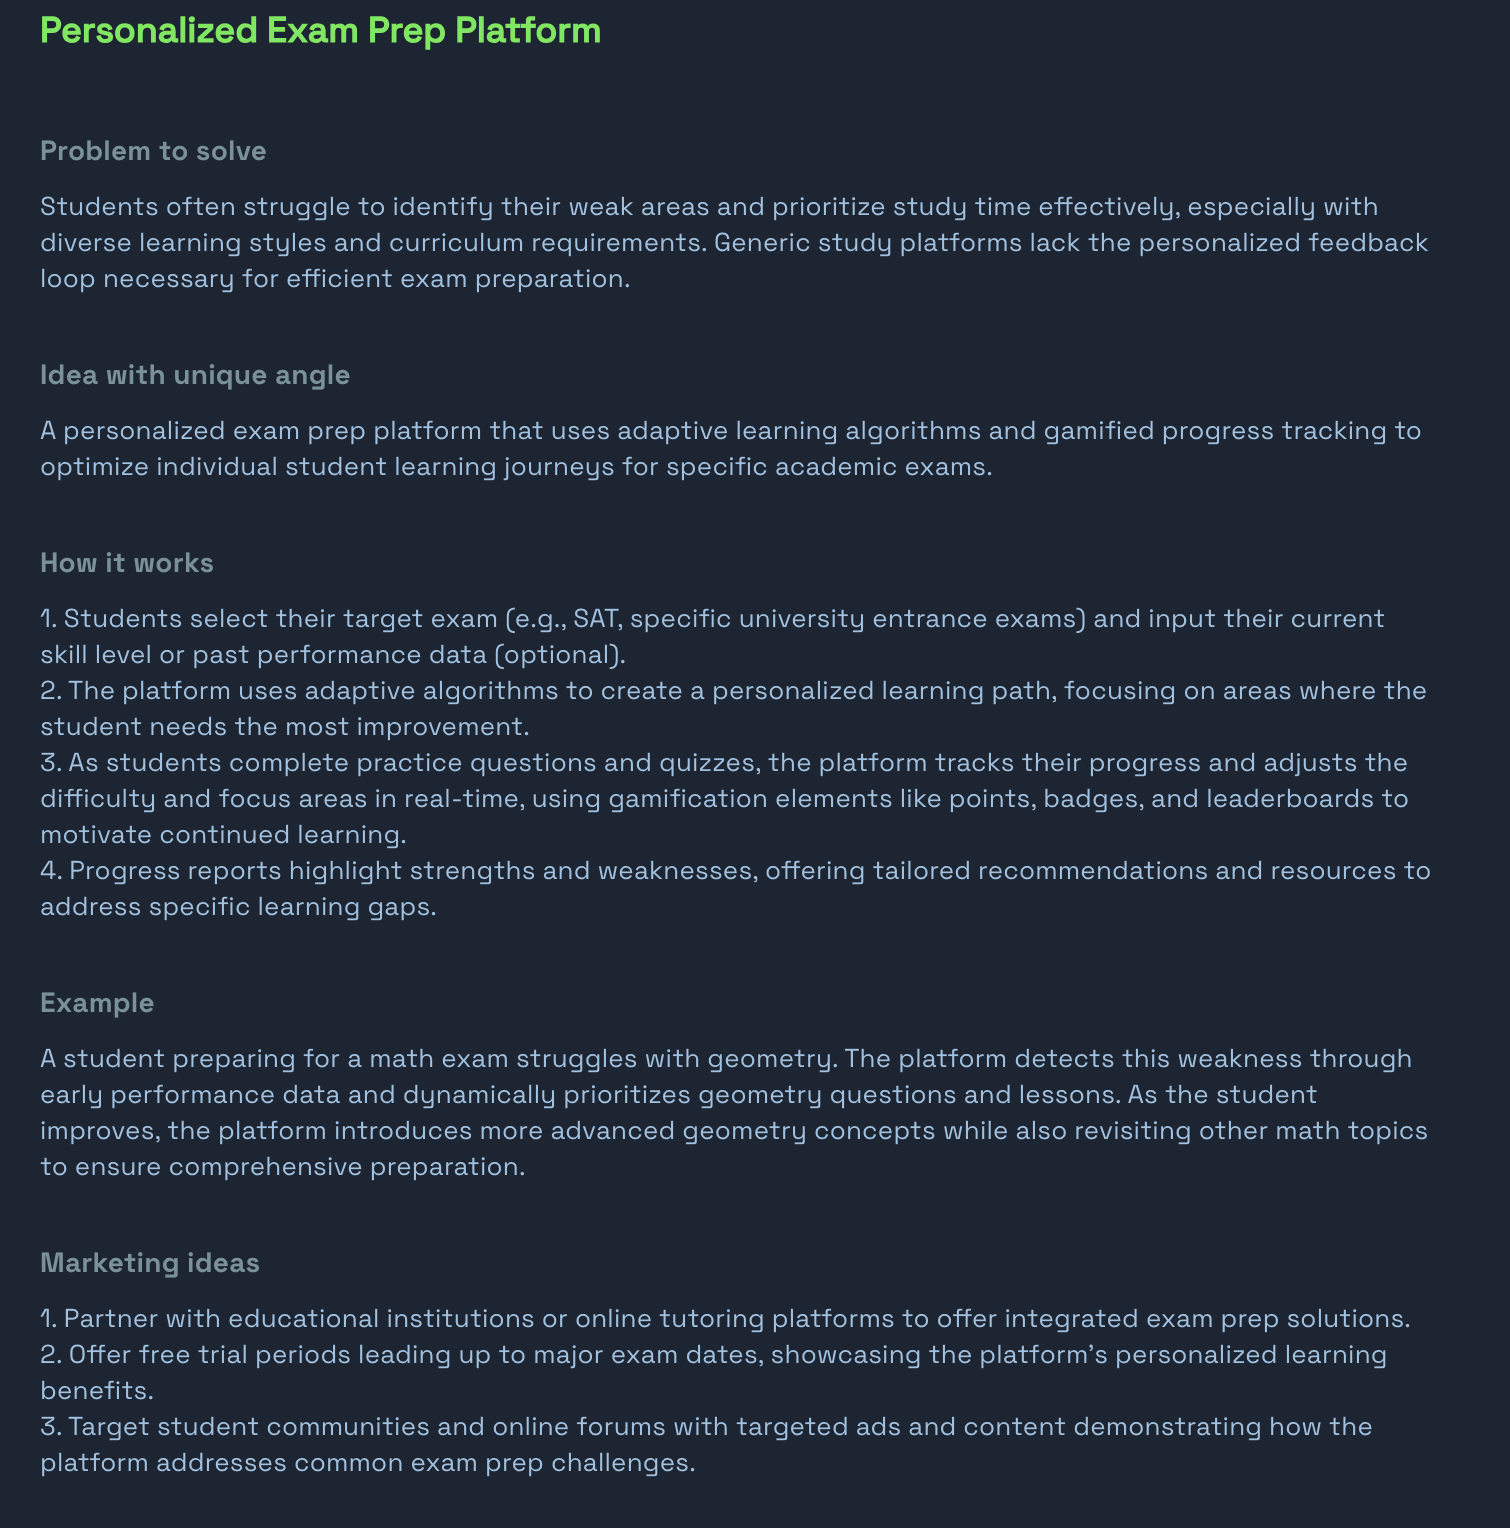 Personalized Exam Prep Platform
Problem to solve
Students often struggle to identify their weak areas and prioritize study time effectively, especially with
diverse learning styles and curriculum requirements. Generic study platforms lack the personalized feedback
loop necessary for efficient exam preparation.
Idea with unique angle
A personalized exam prep platform that uses adaptive learning algorithms and gamified progress tracking to
optimize individual student learning journeys for specific academic exams.
How it works
1. Students select their target exam (e.g., SAT, specific university entrance exams) and input their current
skill level or past performance data (optional).
2. The platform uses adaptive algorithms to create a personalized learning path, focusing on areas where the
student needs the most improvement.
3. As students complete practice questions and quizzes, the platform tracks their progress and adjusts the
difficulty and focus areas in real-time, using gamification elements like points, badges, and leaderboards to
motivate continued learning.
4. Progress reports highlight strengths and weaknesses, offering tailored recommendations and resources to
address specific learning gaps.
Example
A student preparing for a math exam struggles with geometry. The platform detects this weakness through
early performance data and dynamically prioritizes geometry questions and lessons. As the student
improves, the platform introduces more advanced geometry concepts while also revisiting other math topics
to ensure comprehensive preparation.
Marketing ideas
1. Partner with educational institutions or online tutoring platforms to offer integrated exam prep solutions.
2. Offer free trial periods leading up to major exam dates, showcasing the platform's personalized learning
benefits.
3. Target student communities and online forums with targeted ads and content demonstrating how the
platform addresses common exam prep challenges.